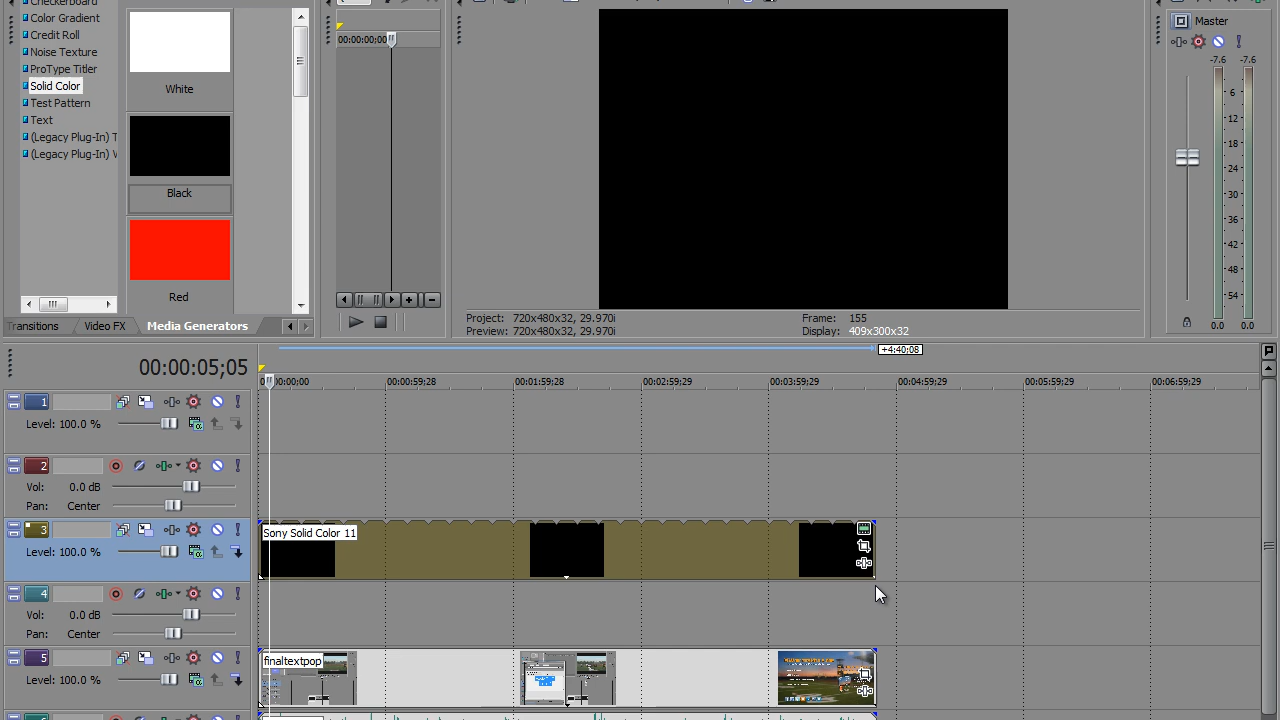 Checkerboard
Color Gradient
Credit Roll
Noise Texture
ProType Titler
Solid Color
Test Pattern
Text
(Legacy Plug-In) T
(Legacy Plug-In) V
White
Black
Red
Transitions
Video FX
Media Generators
00:00:00;00
Project: 720x480x32, 29.970i
Preview: 720x480x32, 29.970i
Frame: 155
Display: 409x300x32
Master
-7.6 -7.6
6
12
18
24
30
36
42
48
54
0.0 0.0
00:00:05;05
+4:40;08
00:00:59;28
00:01:59;28
00:02:59;29
00:03:59;29
00:04:59;29
00:05:59;29
00:06:59;29
1
Level: 100.0 %
2
Vol: 0.0 dB
Pan: Center
3
Level: 100.0 %
Sony Solid Color 11
4
Vol: 0.0 dB
Pan: Center
5
Level: 100.0 %
finaltextpop